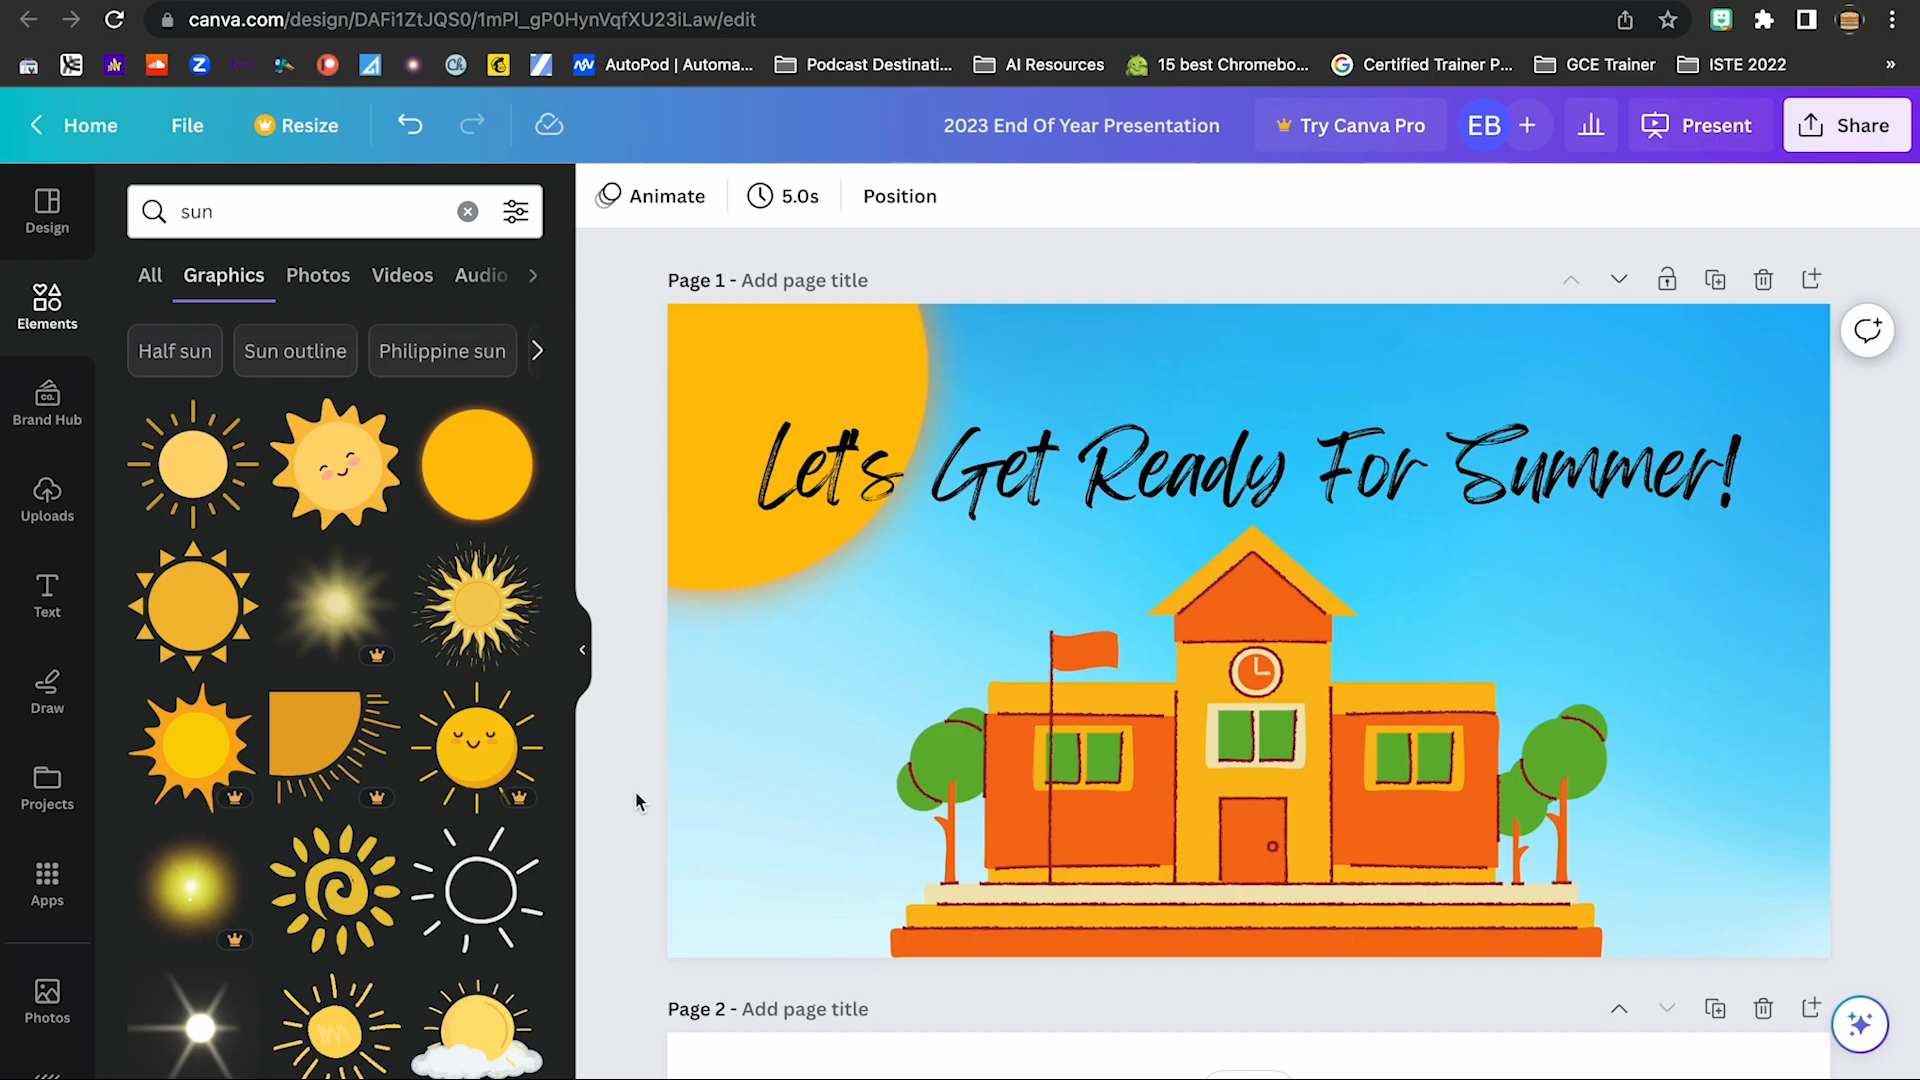 canva.com/design/DAFi1ZtJQS0/1mPl_gP0HynVqfXU23iLaw/edit
AutoPod | Automa... Podcast Destinati... AI Resources 15 best Chromebo... Certified Trainer P... GCE Trainer ISTE 2022 »
Home File Resize 2023 End Of Year Presentation Try Canva Pro EB + Present Share
Design
Elements
Brand Hub
Uploads
Text
Draw
Projects
Apps
Photos
sun
All Graphics Photos Videos Audio
Half sun Sun outline Philippine sun
Animate 5.0s Position
Page 1 - Add page title
Let's Get Ready For Summer!
Page 2 - Add page title